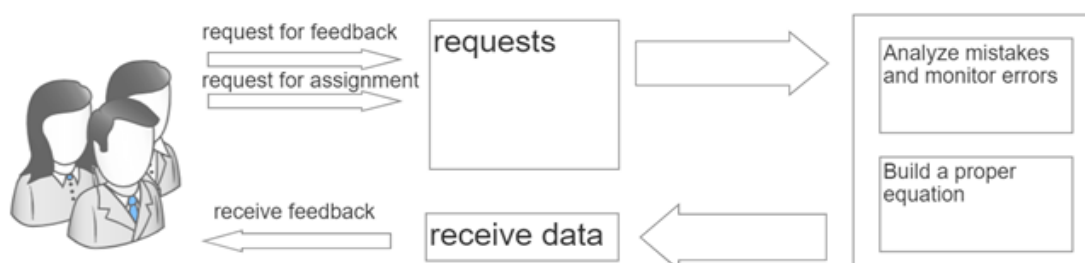 request for feedback
request for assignment
requests
Analyze mistakes
and monitor errors
Build a proper
equation
receive feedback
receive data